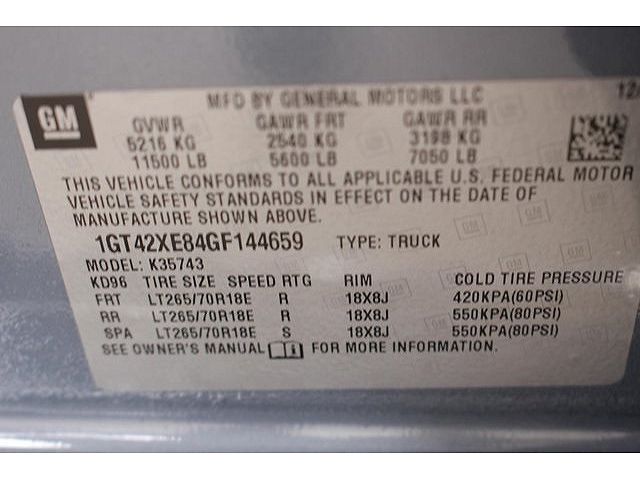 GM
MFD BY GENERAL MOTORS LLC 12/
GVWR GAWR FRT GAWR RR
5216 KG 2540 KG 3198 KG
11500 LB 5600 LB 7050 LB
THIS VEHICLE CONFORMS TO ALL APPLICABLE U.S. FEDERAL MOTOR
VEHICLE SAFETY STANDARDS IN EFFECT ON THE DATE OF
MANUFACTURE SHOWN ABOVE.
1GT42XE84GF144659 TYPE: TRUCK
MODEL: K35743
KD96 TIRE SIZE SPEED RTG RIM COLD TIRE PRESSURE
FRT LT265/70R18E R 18X8J 420KPA(60PSI)
RR LT265/70R18E R 18X8J 550KPA(80PSI)
SPA LT265/70R18E S 18X8J 550KPA(80PSI)
SEE OWNER'S MANUAL FOR MORE INFORMATION.